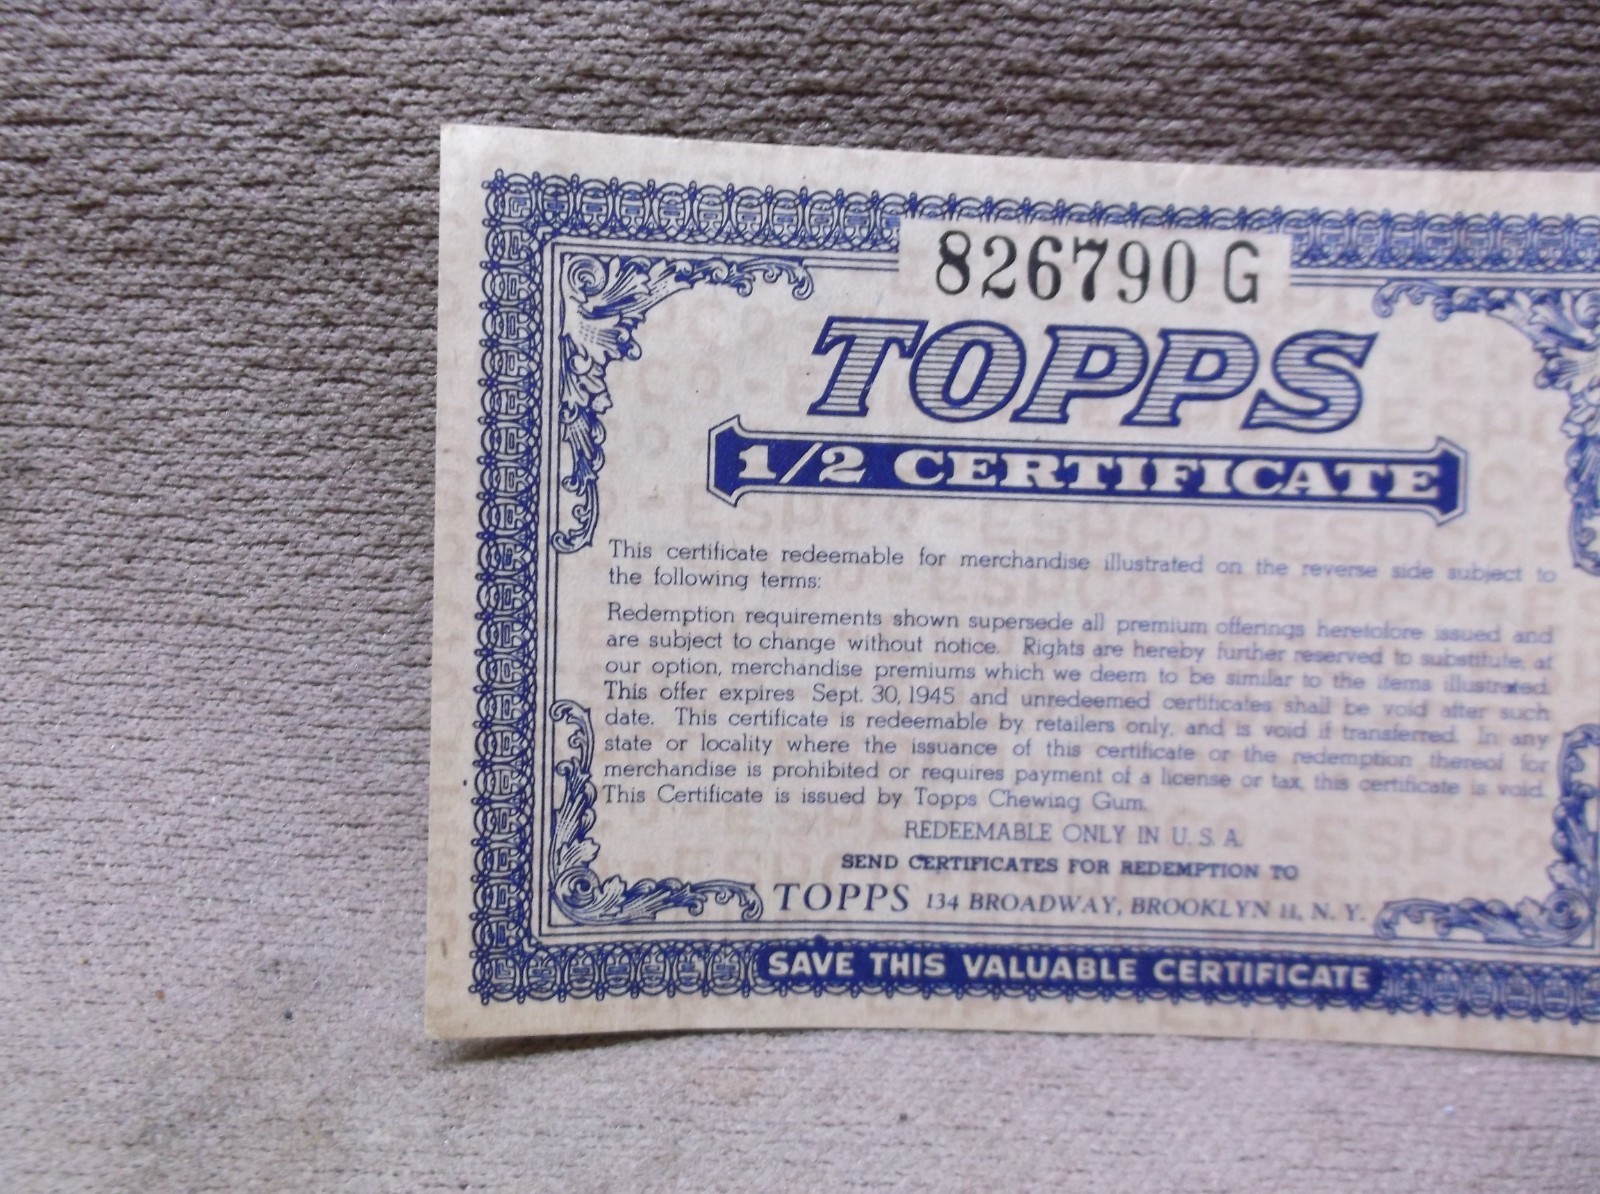 826790 G
TOPPS
1/2 CERTIFICATE
This certificate redeemable for merchandise illustrated on the reverse side subject to
the following terms:
Redemption requirements shown supersede all premium offerings heretofore issued and
are subject to change without notice. Rights are hereby further reserved to substitute, at
our option, merchandise premiums which we deem to be similar to the items illustrated.
This offer expires Sept. 30, 1945 and unredeemed certificates shall be void after such
date. This certificate is redeemable by retailers only, and is void if transferred. In any
state or locality where the issuance of this certificate or the redemption thereof for
merchandise is prohibited or requires payment of a license or tax, this certificate is void.
This Certificate is issued by Topps Chewing Gum.
REDEEMABLE ONLY IN U. S. A.
SEND CERTIFICATES FOR REDEMPTION TO
TOPPS 134 BROADWAY, BROOKLYN 11, N. Y.
SAVE THIS VALUABLE CERTIFICATE